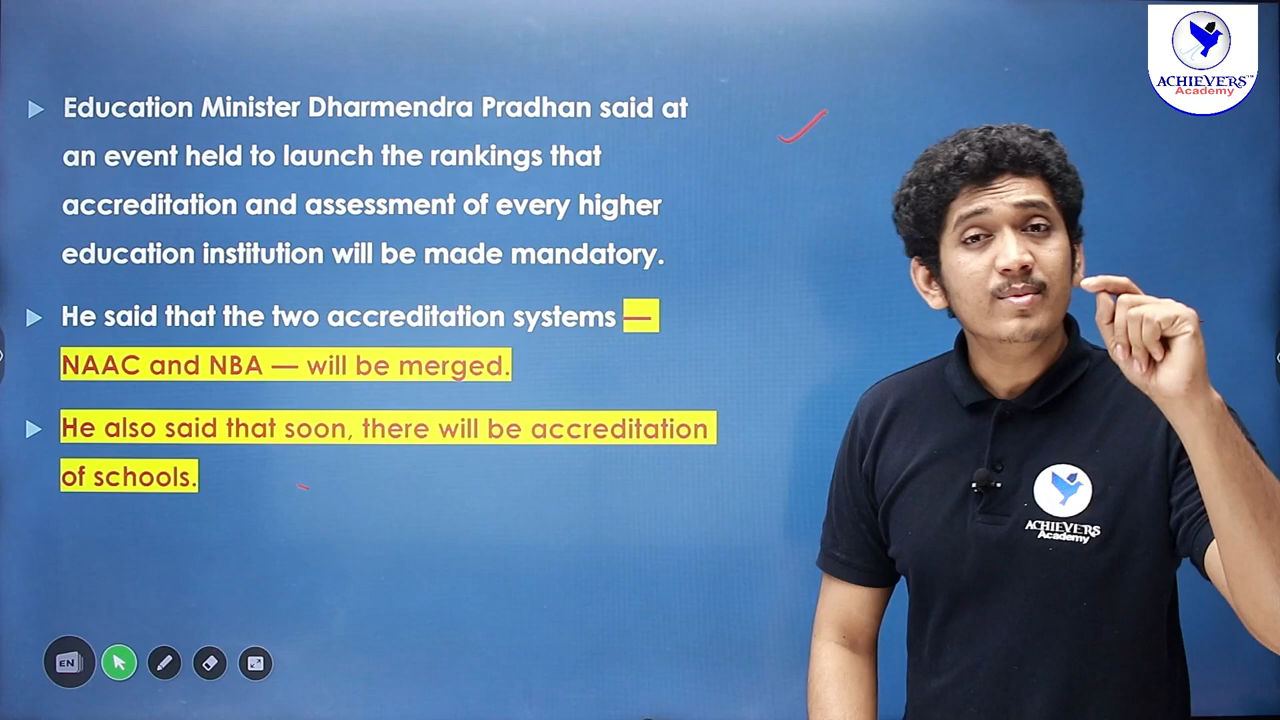 Education Minister Dharmendra Pradhan said at
an event held to launch the rankings that
accreditation and assessment of every higher
education institution will be made mandatory.
He said that the two accreditation systems —
NAAC and NBA — will be merged.
He also said that soon, there will be accreditation
of schools.
EN
ACHIEVERS™
Academy
ACHIEVERS
Academy